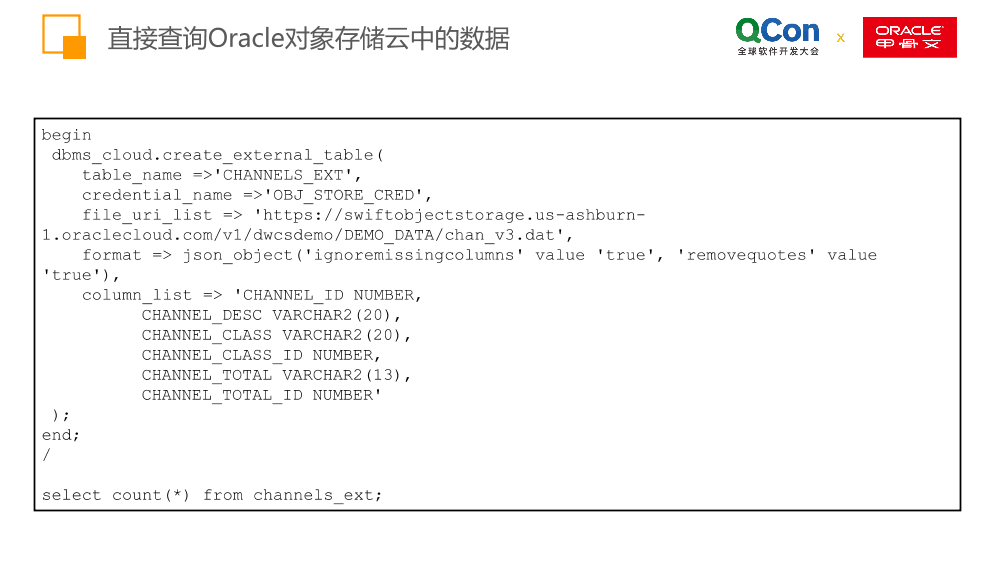 直接查询Oracle对象存储云中的数据
QCon
全球软件开发大会
x
ORACLE
甲骨文
begin
 dbms_cloud.create_external_table(
    table_name =>'CHANNELS_EXT',
    credential_name =>'OBJ_STORE_CRED',
    file_uri_list => 'https://swiftobjectstorage.us-ashburn-
1.oraclecloud.com/v1/dwcsdemo/DEMO_DATA/chan_v3.dat',
    format => json_object('ignoremissingcolumns' value 'true', 'removequotes' value
'true'),
    column_list => 'CHANNEL_ID NUMBER,
          CHANNEL_DESC VARCHAR2(20),
          CHANNEL_CLASS VARCHAR2(20),
          CHANNEL_CLASS_ID NUMBER,
          CHANNEL_TOTAL VARCHAR2(13),
          CHANNEL_TOTAL_ID NUMBER'
 );
end;
/
select count(*) from channels_ext;